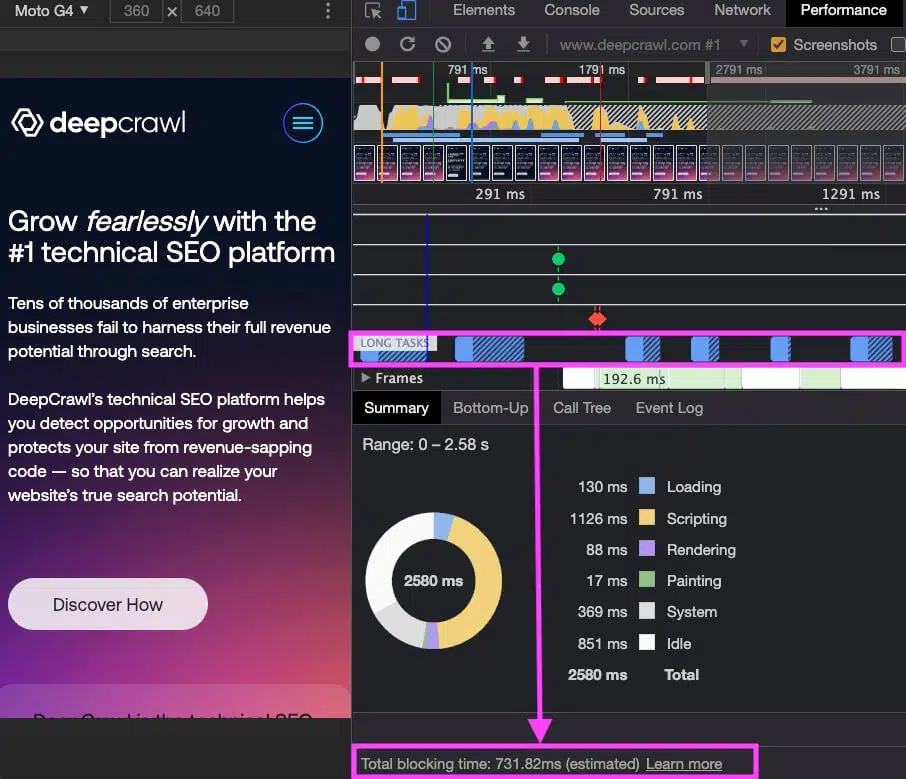 Moto G4 ▼ 360 × 640
Elements Console Sources Network Performance
www.deepcrawl.com #1 ▼ Screenshots
791 ms 1791 ms 2791 ms 3791 ms
deepcrawl
291 ms 791 ms 1291 ms
...
Grow fearlessly with the
#1 technical SEO platform
Tens of thousands of enterprise
businesses fail to harness their full revenue
potential through search.
DeepCrawl’s technical SEO platform helps
you detect opportunities for growth and
protects your site from revenue-sapping
code — so that you can realize your
website’s true search potential.
Discover How
LONG TASKS
Frames
192.6 ms
Summary Bottom-Up Call Tree Event Log
Range: 0 – 2.58 s
2580 ms
130 ms Loading
1126 ms Scripting
88 ms Rendering
17 ms Painting
369 ms System
851 ms Idle
2580 ms Total
Total blocking time: 731.82ms (estimated) Learn more